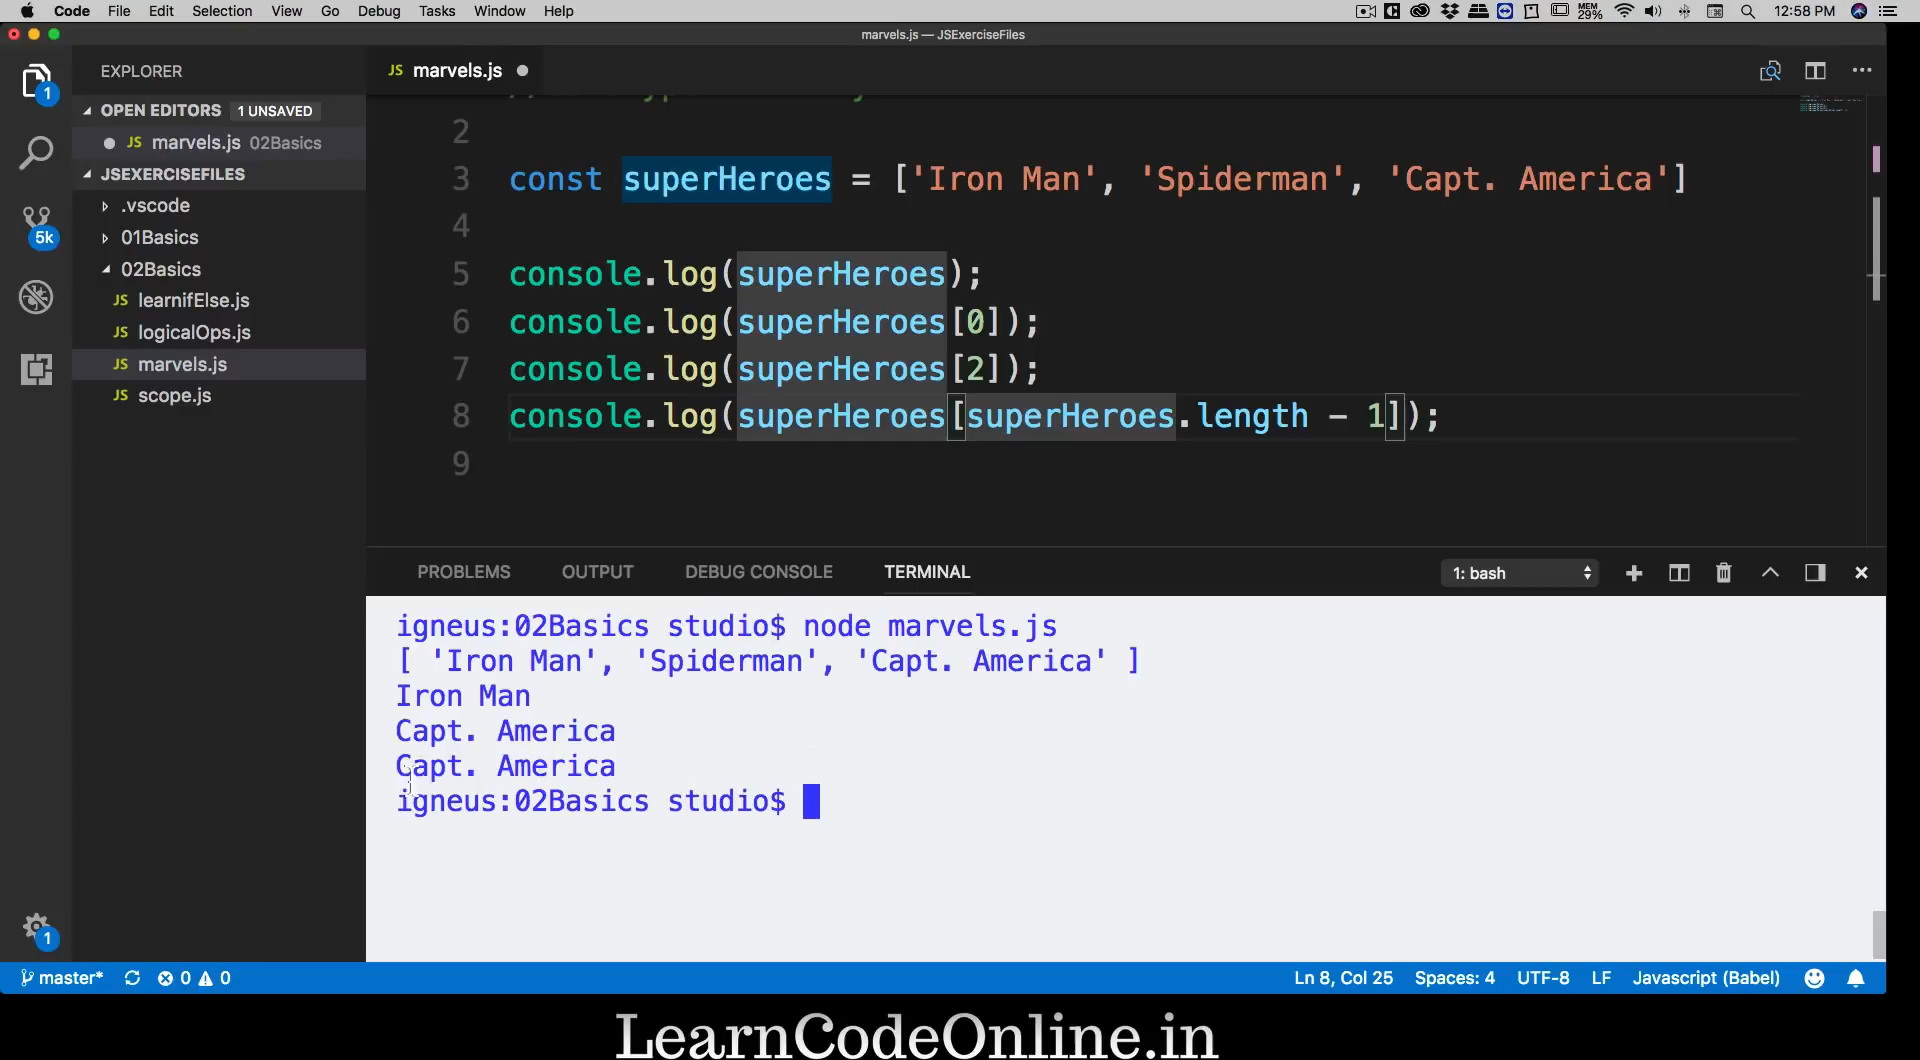 Code File Edit Selection View Go Debug Tasks Window Help
MEM 29% 12:58 PM
marvels.js — JSExerciseFiles
EXPLORER
OPEN EDITORS 1 UNSAVED
JS marvels.js 02Basics
JSEXERCISEFILES
.vscode
01Basics
02Basics
JS learnifElse.js
JS logicalOps.js
JS marvels.js
JS scope.js
1
5k
1
JS marvels.js
2
3 const superHeroes = ['Iron Man', 'Spiderman', 'Capt. America']
4
5 console.log(superHeroes);
6 console.log(superHeroes[0]);
7 console.log(superHeroes[2]);
8 console.log(superHeroes[superHeroes.length - 1]);
9
PROBLEMS OUTPUT DEBUG CONSOLE TERMINAL 1: bash
igneus:02Basics studio$ node marvels.js
[ 'Iron Man', 'Spiderman', 'Capt. America' ]
Iron Man
Capt. America
Capt. America
igneus:02Basics studio$
master* 0 0 Ln 8, Col 25 Spaces: 4 UTF-8 LF Javascript (Babel)
LearnCodeOnline.in